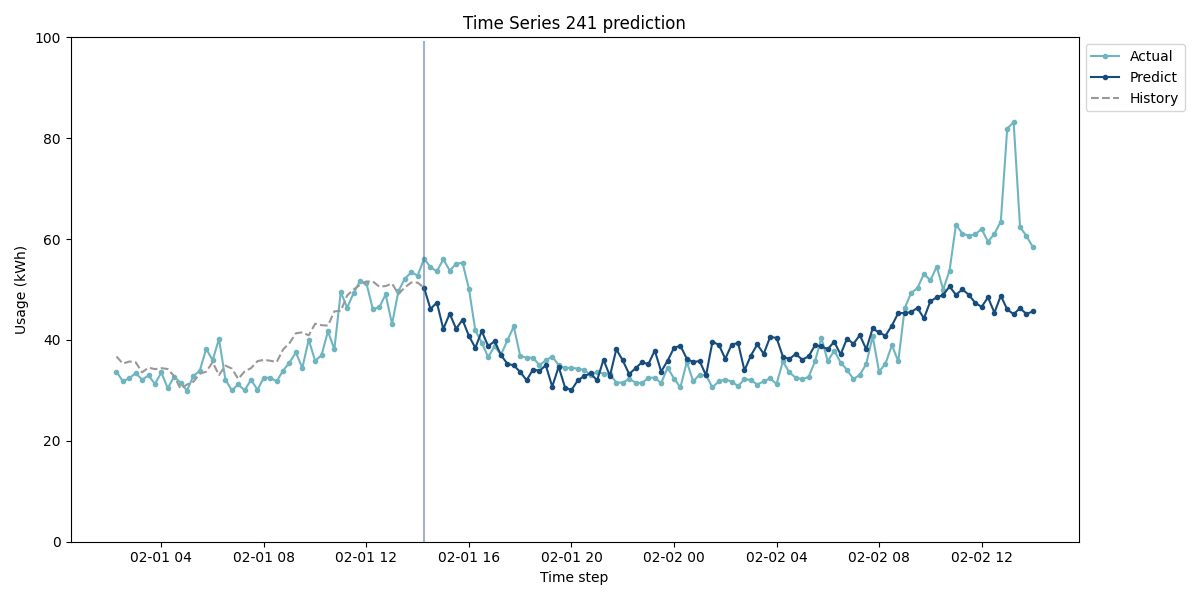 Time Series 241 prediction
100
80
60
40
20
0
Usage (kWh)
02-01 04
02-01 08
02-01 12
02-01 16
02-01 20
02-02 00
02-02 04
02-02 08
02-02 12
Time step
Actual
Predict
History